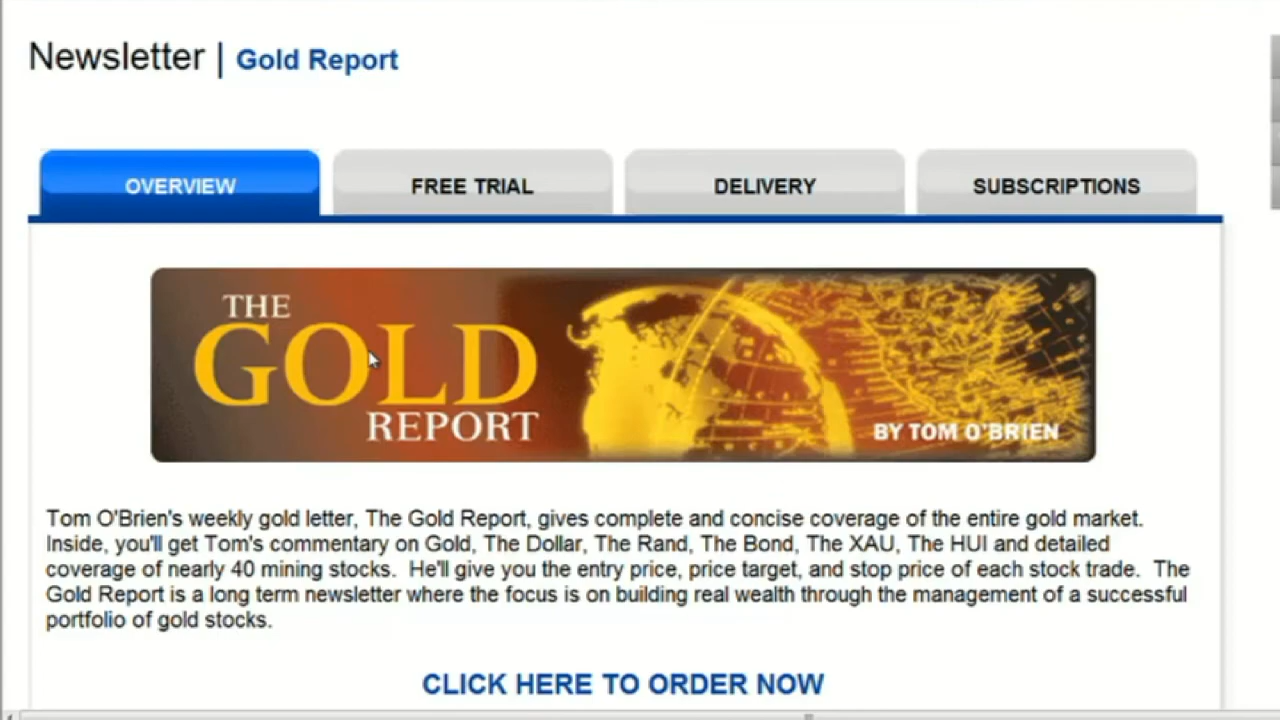 Newsletter | Gold Report
OVERVIEW
FREE TRIAL
DELIVERY
SUBSCRIPTIONS
THE
GOLD
REPORT
BY TOM O'BRIEN
Tom O'Brien's weekly gold letter, The Gold Report, gives complete and concise coverage of the entire gold market.
Inside, you'll get Tom's commentary on Gold, The Dollar, The Rand, The Bond, The XAU, The HUI and detailed
coverage of nearly 40 mining stocks.  He'll give you the entry price, price target, and stop price of each stock trade.  The
Gold Report is a long term newsletter where the focus is on building real wealth through the management of a successful
portfolio of gold stocks.
CLICK HERE TO ORDER NOW